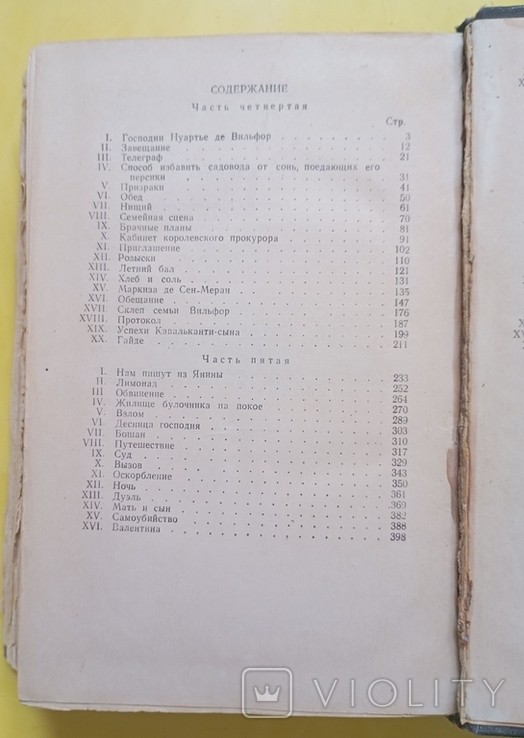 СОДЕРЖАНИЕ
Часть четвертая
Стр.
I. Господин Нуартье де Вильфор 3
II. Завещание 12
III. Телеграф 21
IV. Способ избавить садовода от сонь, поедающих его
персики 31
V. Призраки 41
VI. Обед 50
VII. Нищий 61
VIII. Семейная сцена 70
IX. Брачные планы 81
X. Кабинет королевского прокурора 91
XI. Приглашение 102
XII. Розыски 110
XIII. Летний бал 121
XIV. Хлеб и соль 131
XV. Маркиза де Сен-Меран 135
XVI. Обещание 147
XVII. Склеп семьи Вильфор 176
XVIII. Протокол 187
XIX. Успехи Кавальканти-сына 199
XX. Гайде 211
Часть пятая
I. Нам пишут из Янины 233
II. Лимонад 252
III Обвинение 264
IV. Жилище булочника на покое 270
V. Взлом 289
VI. Десница господня 303
VII. Бошан 310
VIII. Путешествие 317
IX. Суд 329
X. Вызов 343
XI. Оскорбление 350
XII. Ночь 361
XIII. Дуэль 369
XIV. Мать и сын 382
XV. Самоубийство 388
XVI. Валентина 398
VIOLITY